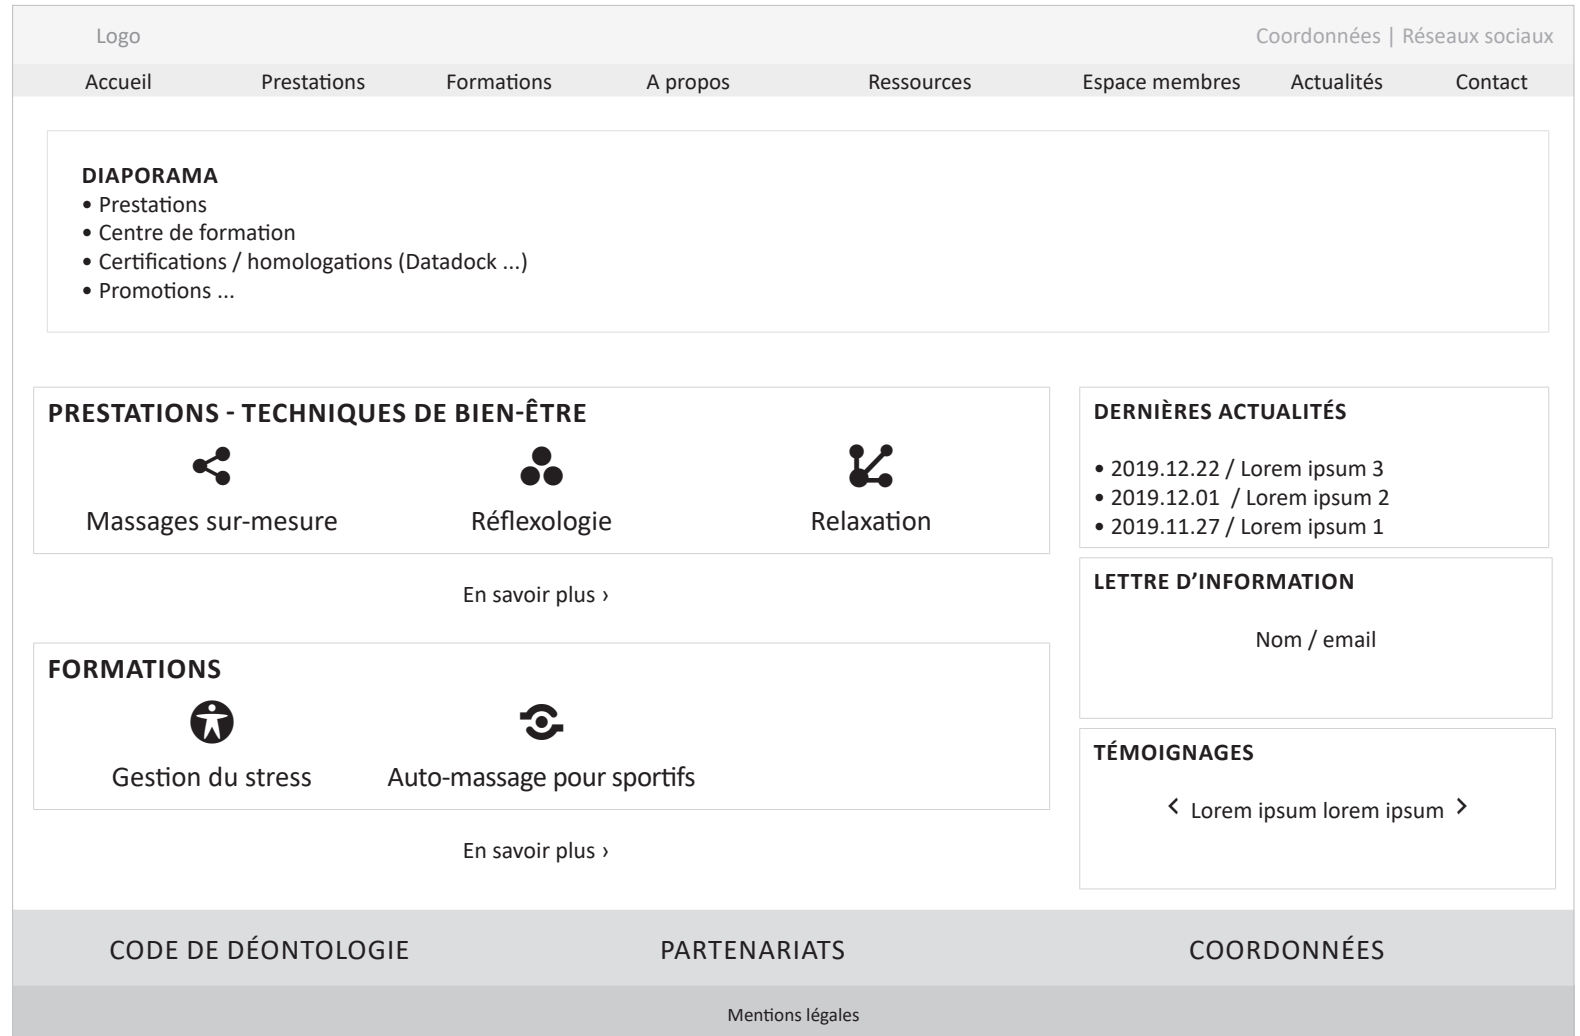 Logo
Coordonnées | Réseaux sociaux
Accueil Prestations Formations A propos Ressources Espace membres Actualités Contact
DIAPORAMA
• Prestations
• Centre de formation
• Certifications / homologations (Datadock ...)
• Promotions ...
PRESTATIONS - TECHNIQUES DE BIEN-ÊTRE
Massages sur-mesure Réflexologie Relaxation
En savoir plus ›
FORMATIONS
Gestion du stress Auto-massage pour sportifs
En savoir plus ›
DERNIÈRES ACTUALITÉS
• 2019.12.22 / Lorem ipsum 3
• 2019.12.01 / Lorem ipsum 2
• 2019.11.27 / Lorem ipsum 1
LETTRE D’INFORMATION
Nom / email
TÉMOIGNAGES
Lorem ipsum lorem ipsum
CODE DE DÉONTOLOGIE PARTENARIATS COORDONNÉES
Mentions légales